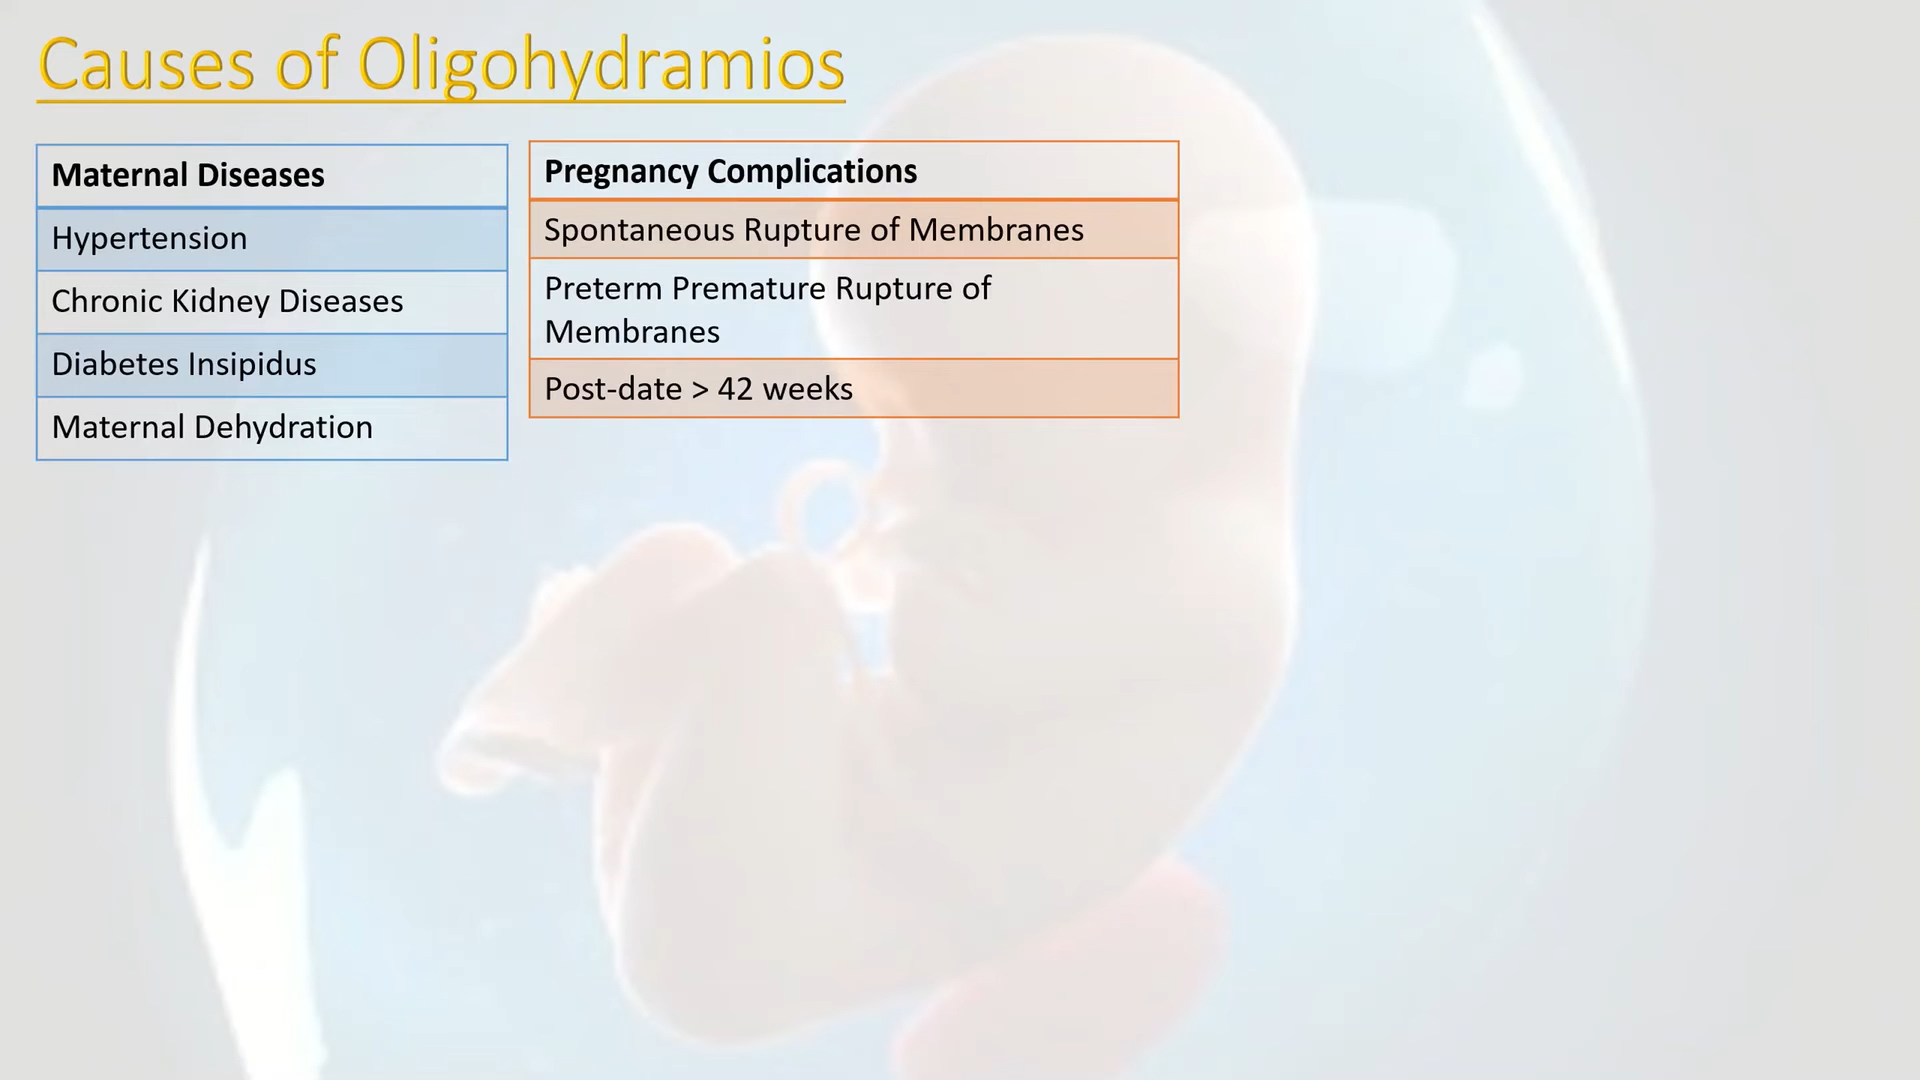 Causes of Oligohydramios
Maternal Diseases
Hypertension
Chronic Kidney Diseases
Diabetes Insipidus
Maternal Dehydration
Pregnancy Complications
Spontaneous Rupture of Membranes
Preterm Premature Rupture of
Membranes
Post-date > 42 weeks